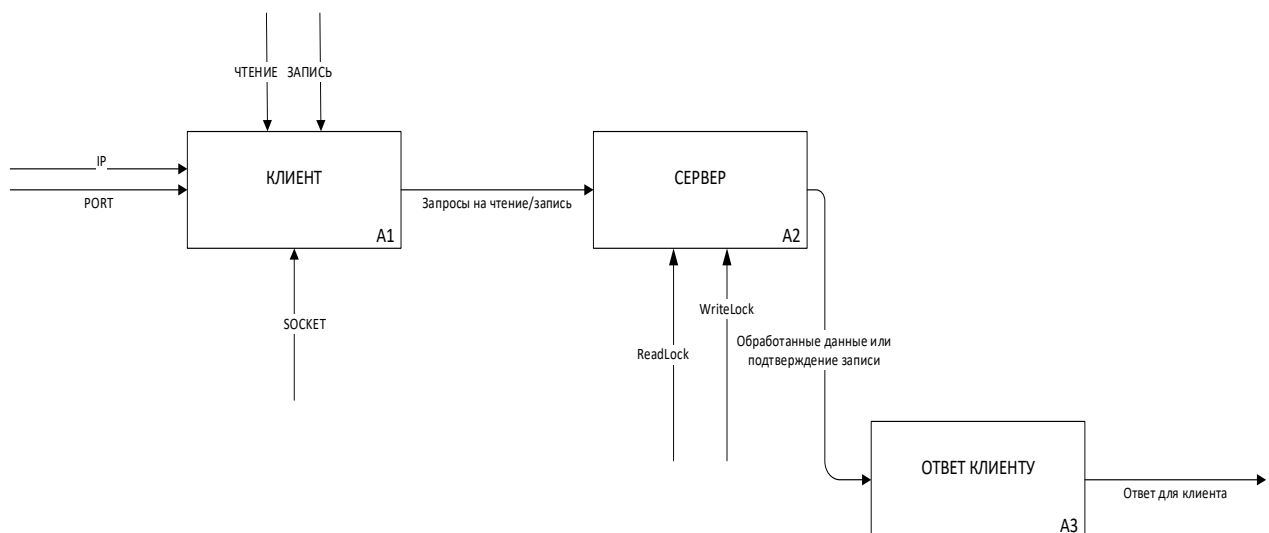 ЧТЕНИЕ ЗАПИСЬ
IP
PORT
КЛИЕНТ
A1
SOCKET
Запросы на чтение/запись
СЕРВЕР
A2
WriteLock
ReadLock
Обработанные данные или
подтверждение записи
ОТВЕТ КЛИЕНТУ
A3
Ответ для клиента